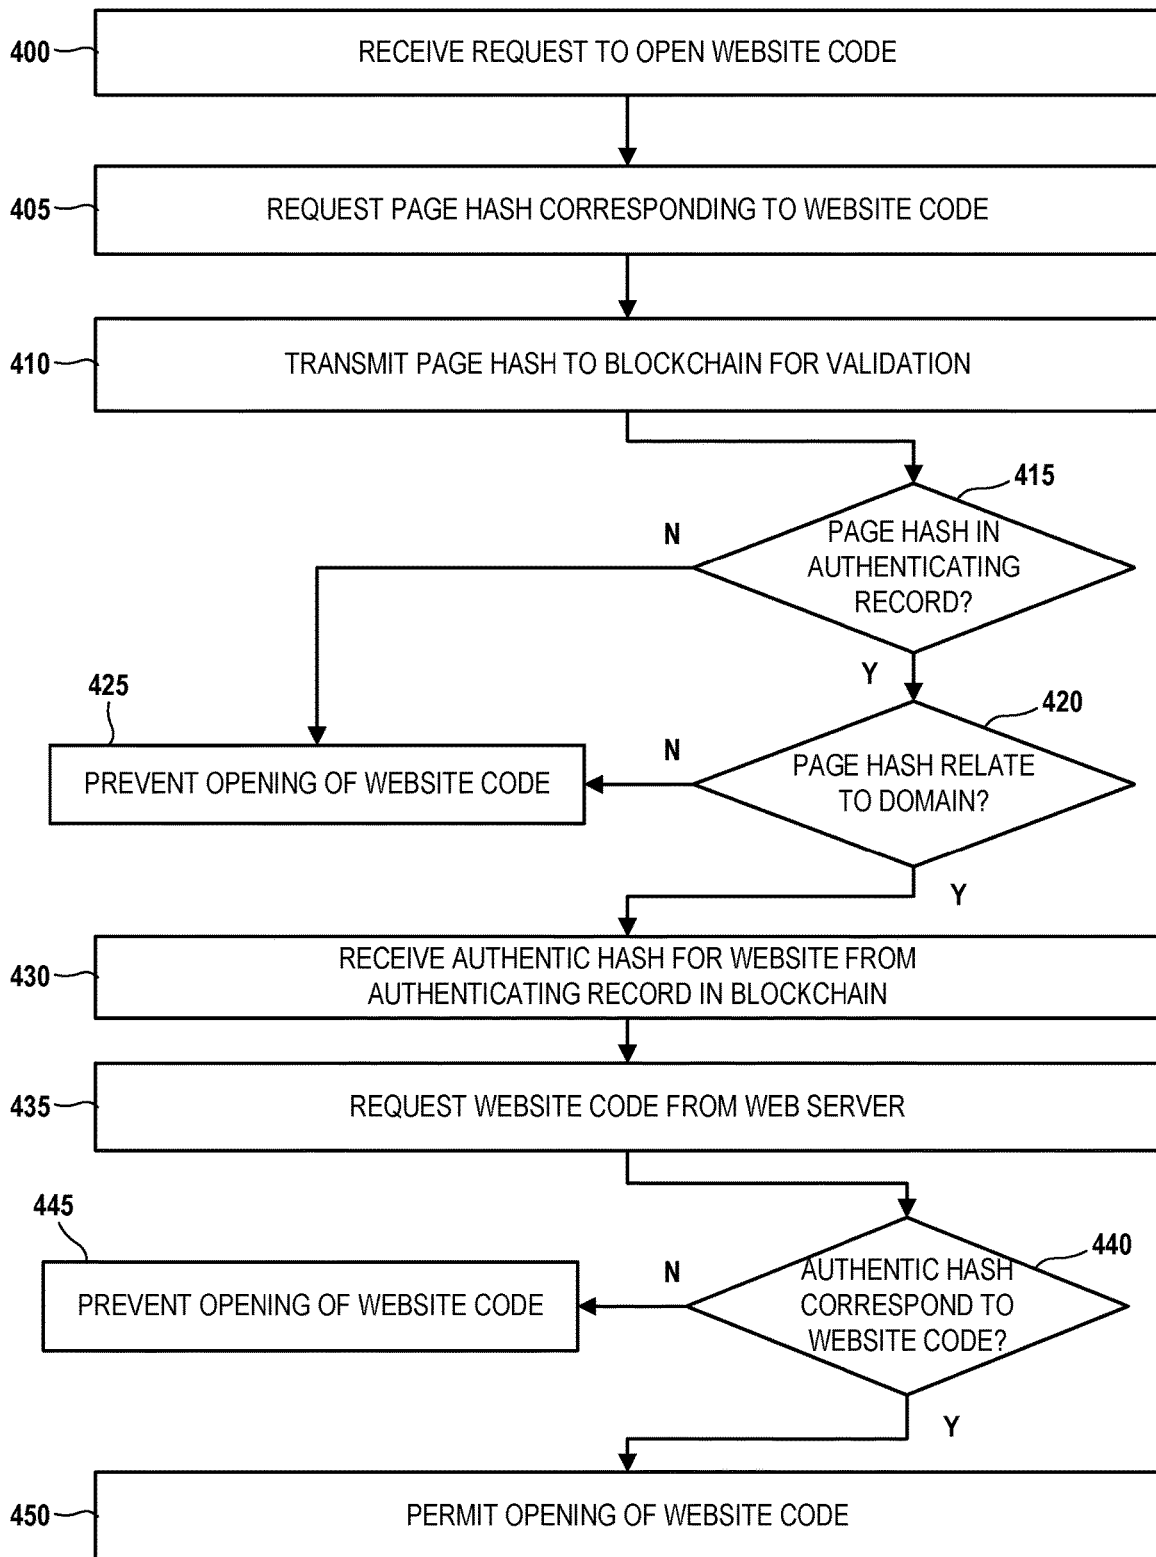 400
RECEIVE REQUEST TO OPEN WEBSITE CODE
405
REQUEST PAGE HASH CORRESPONDING TO WEBSITE CODE
410
TRANSMIT PAGE HASH TO BLOCKCHAIN FOR VALIDATION
415
N
PAGE HASH IN
AUTHENTICATING
RECORD?
Y
425
420
PREVENT OPENING OF WEBSITE CODE
N
PAGE HASH RELATE
TO DOMAIN?
Y
430
RECEIVE AUTHENTIC HASH FOR WEBSITE FROM
AUTHENTICATING RECORD IN BLOCKCHAIN
435
REQUEST WEBSITE CODE FROM WEB SERVER
445
440
PREVENT OPENING OF WEBSITE CODE
N
AUTHENTIC HASH
CORRESPOND TO
WEBSITE CODE?
Y
450
PERMIT OPENING OF WEBSITE CODE